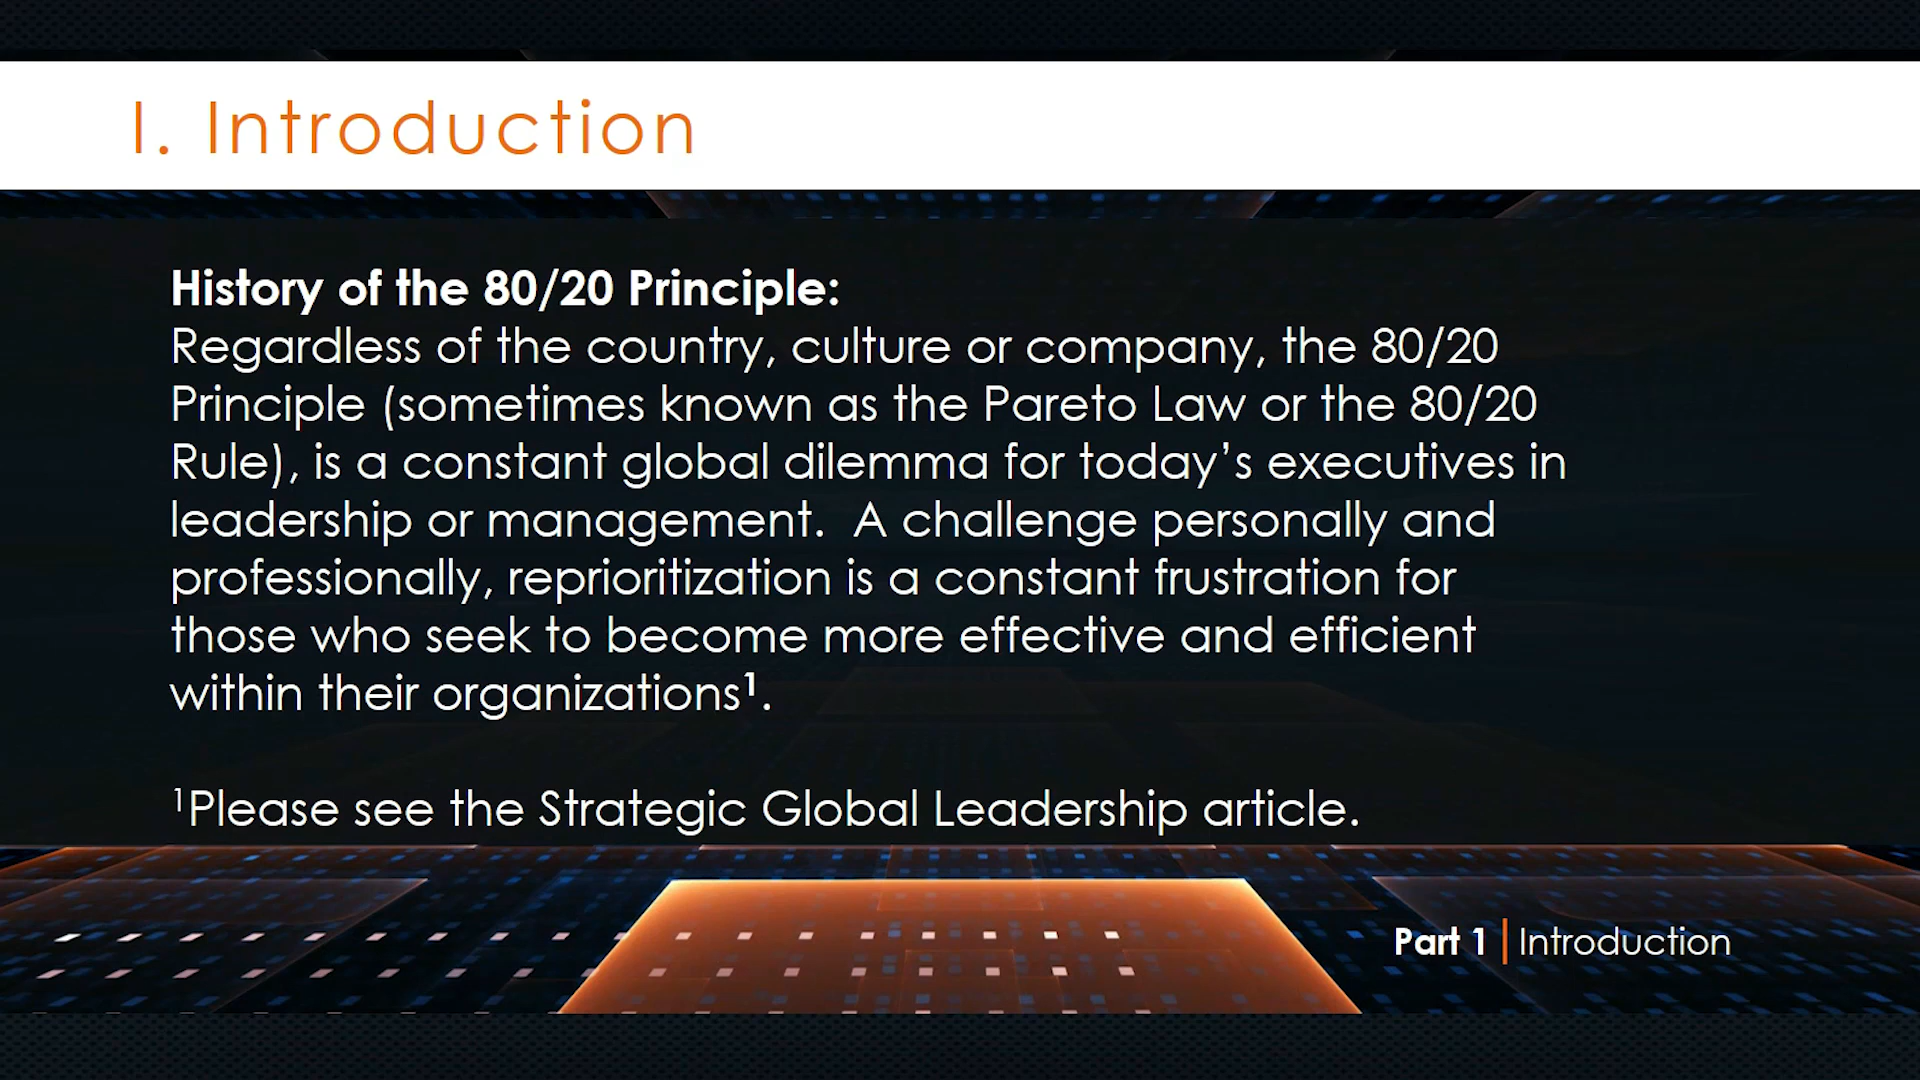 I. Introduction
History of the 80/20 Principle:
Regardless of the country, culture or company, the 80/20
Principle (sometimes known as the Pareto Law or the 80/20
Rule), is a constant global dilemma for today’s executives in
leadership or management.  A challenge personally and
professionally, reprioritization is a constant frustration for
those who seek to become more effective and efficient
within their organizations¹.
¹Please see the Strategic Global Leadership article.
Part 1 | Introduction